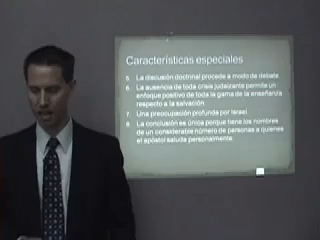 Características especiales
5. La discusión doctrinal procede a modo de debate.
6. La ausencia de toda crisis judaizante permite un
enfoque positivo de toda la gama de la enseñanza
respecto a la salvación.
7. Una preocupación profunda por Israel.
8. La conclusión es única porque tiene los nombres
de un considerable número de personas a quienes
el apóstol saluda personalmente.